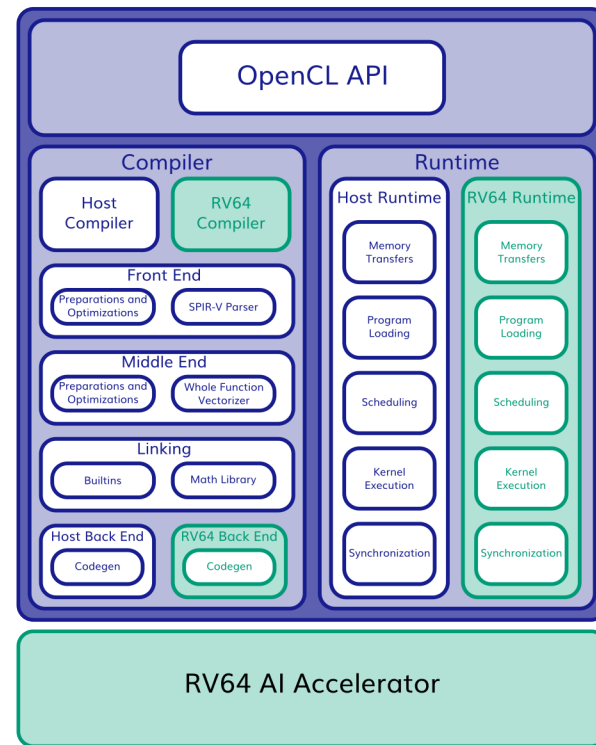 OpenCL API
Compiler
Host
Compiler
RV64
Compiler
Front End
Preparations and
Optimizations
SPIR-V Parser
Middle End
Preparations and
Optimizations
Whole Function
Vectorizer
Linking
Builtins
Math Library
Host Back End
Codegen
RV64 Back End
Codegen
Runtime
Host Runtime
Memory
Transfers
Program
Loading
Scheduling
Kernel
Execution
Synchronization
RV64 Runtime
Memory
Transfers
Program
Loading
Scheduling
Kernel
Execution
Synchronization
RV64 AI Accelerator